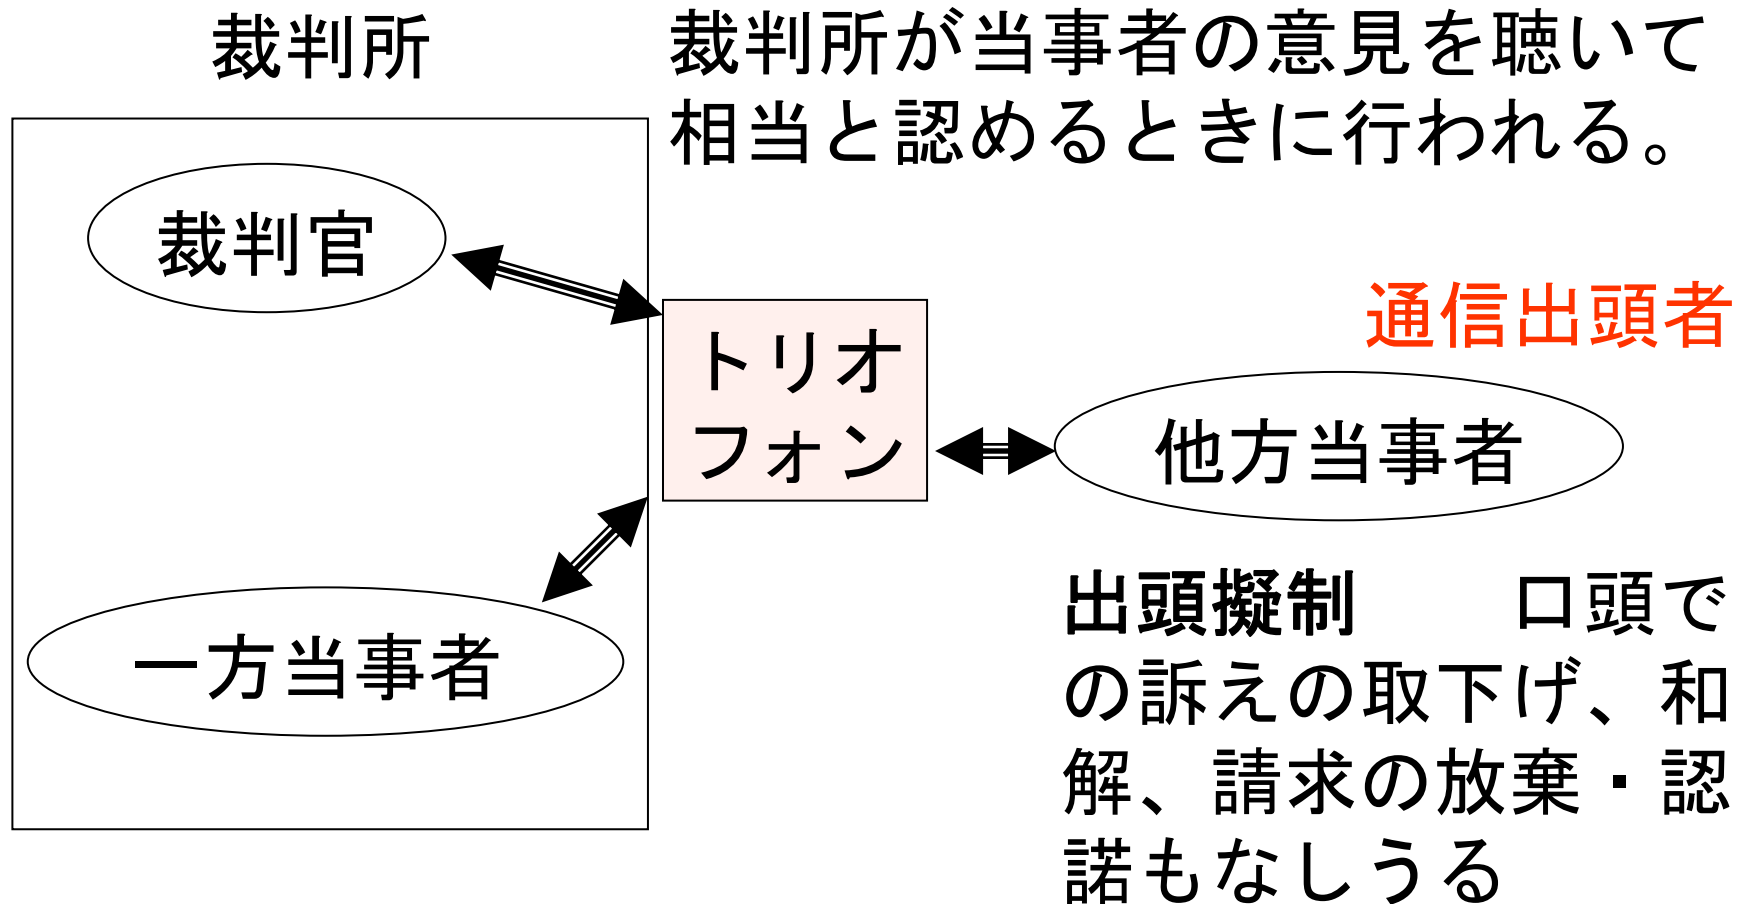 裁判所
裁判所が当事者の意見を聴いて
相当と認めるときに行われる。
裁判官
通信出頭者
トリオ
フォン
他方当事者
一方当事者
出頭擬制　　口頭で
の訴えの取下げ、和
解、請求の放棄・認
諾もなしうる